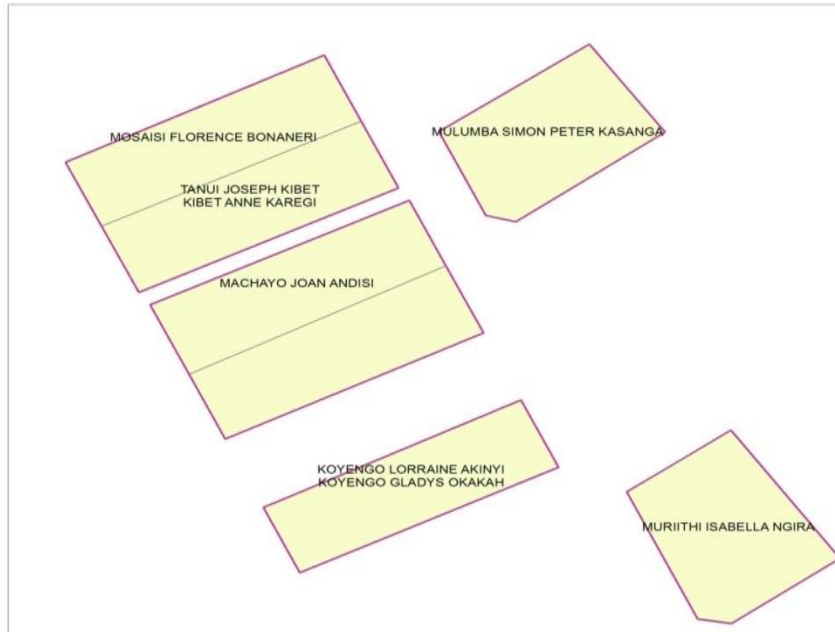 MOSAISI FLORENCE BONANERI
MULUMBA SIMON PETER KASANGA
TANUI JOSEPH KIBET
KIBET ANNE KAREGI
MACHAYO JOAN ANDISI
KOYENGO LORRAINE AKINYI
KOYENGO GLADYS OKAKAH
MURIITHI ISABELLA NGIRA